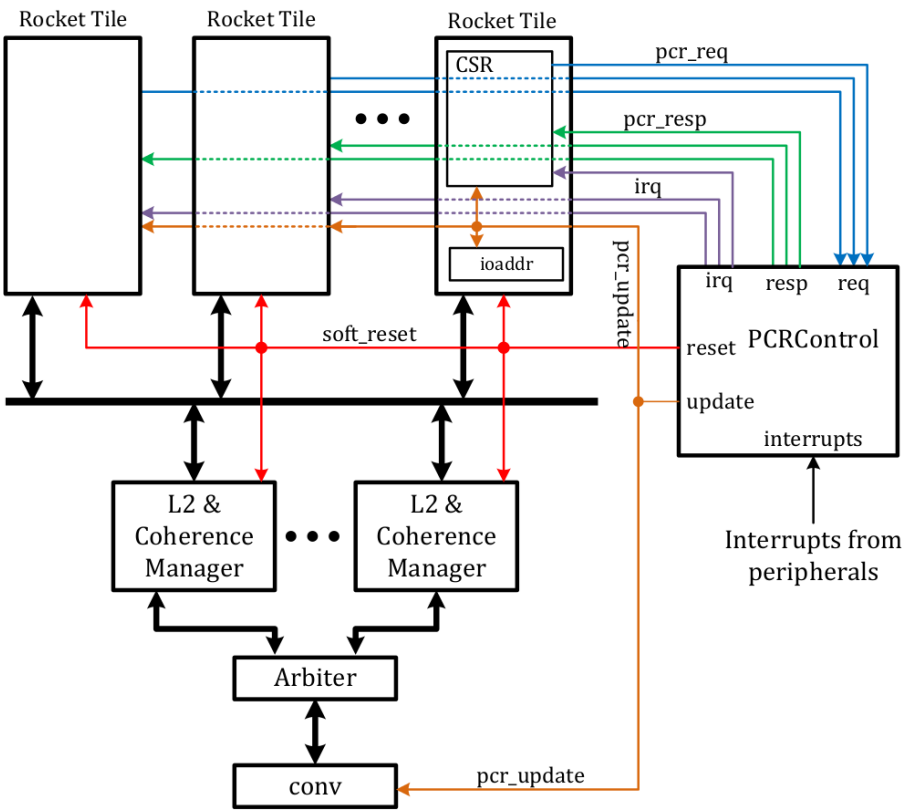 Rocket Tile
Rocket Tile
Rocket Tile
CSR
pcr_req
pcr_resp
irq
ioaddr
pcr_update
irq
resp
req
soft_reset
reset
PCRControl
update
interrupts
L2 &
Coherence
Manager
L2 &
Coherence
Manager
Interrupts from
peripherals
Arbiter
pcr_update
conv